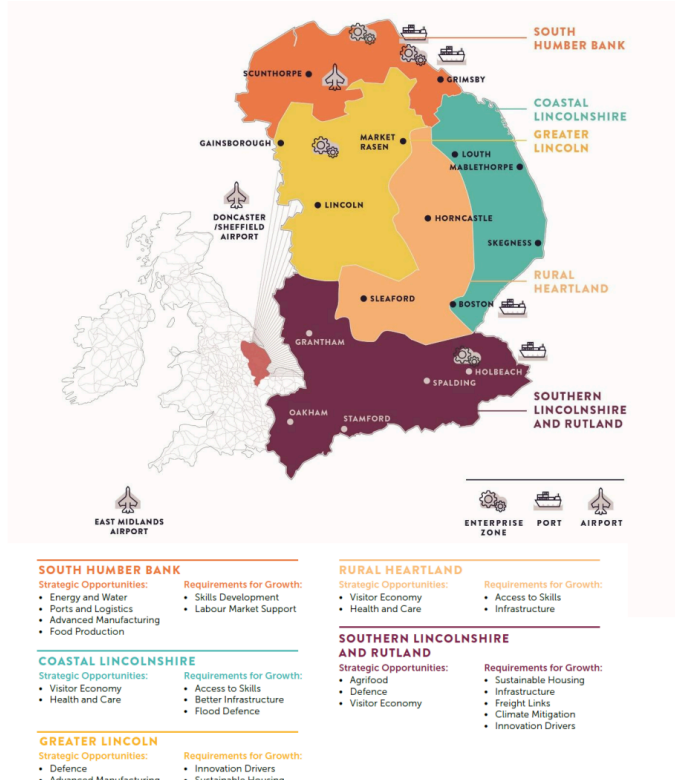 SOUTH
HUMBER BANK
SCUNTHORPE
GRIMSBY
COASTAL
LINCOLNSHIRE
GREATER
LINCOLN
GAINSBOROUGH
MARKET
RASEN
LOUTH
MABLETHORPE
DONCASTER
/SHEFFIELD
AIRPORT
LINCOLN
HORNCASTLE
SKEGNESS
RURAL
HEARTLAND
SLEAFORD
BOSTON
GRANTHAM
HOLBEACH
SPALDING
SOUTHERN
LINCOLNSHIRE
AND RUTLAND
OAKHAM
STAMFORD
EAST MIDLANDS
AIRPORT
ENTERPRISE
ZONE
PORT
AIRPORT
SOUTH HUMBER BANK
Strategic Opportunities:
• Energy and Water
• Ports and Logistics
• Advanced Manufacturing
• Food Production
Requirements for Growth:
• Skills Development
• Labour Market Support
COASTAL LINCOLNSHIRE
Strategic Opportunities:
• Visitor Economy
• Health and Care
Requirements for Growth:
• Access to Skills
• Better Infrastructure
• Flood Defence
GREATER LINCOLN
Strategic Opportunities:
• Defence
• Advanced Manufacturing
Requirements for Growth:
• Innovation Drivers
• Sustainable Housing
RURAL HEARTLAND
Strategic Opportunities:
• Visitor Economy
• Health and Care
Requirements for Growth:
• Access to Skills
• Infrastructure
SOUTHERN LINCOLNSHIRE
AND RUTLAND
Strategic Opportunities:
• Agrifood
• Defence
• Visitor Economy
Requirements for Growth:
• Sustainable Housing
• Infrastructure
• Freight Links
• Climate Mitigation
• Innovation Drivers